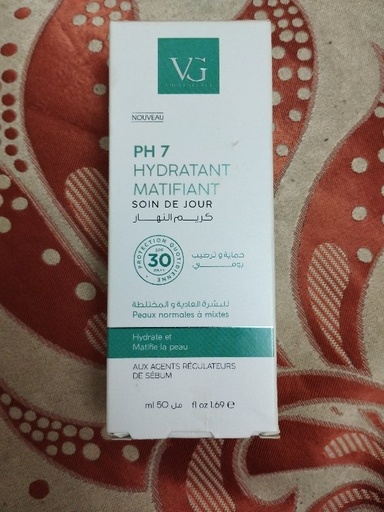 VG
NOUVEAU
PH 7
HYDRATANT
MATIFIANT
SOIN DE JOUR
كريم النهار
PROTECTION QUOTIDIENNE
SPF
30
PA++
حماية و ترطيب
يومي
للبشرة العادية و المختلطة
Peaux normales à mixtes
Hydrate et
Matifie la peau
AUX AGENTS RÉGULATEURS
DE SÉBUM
ml 50 مل fl oz 1.69 ℮